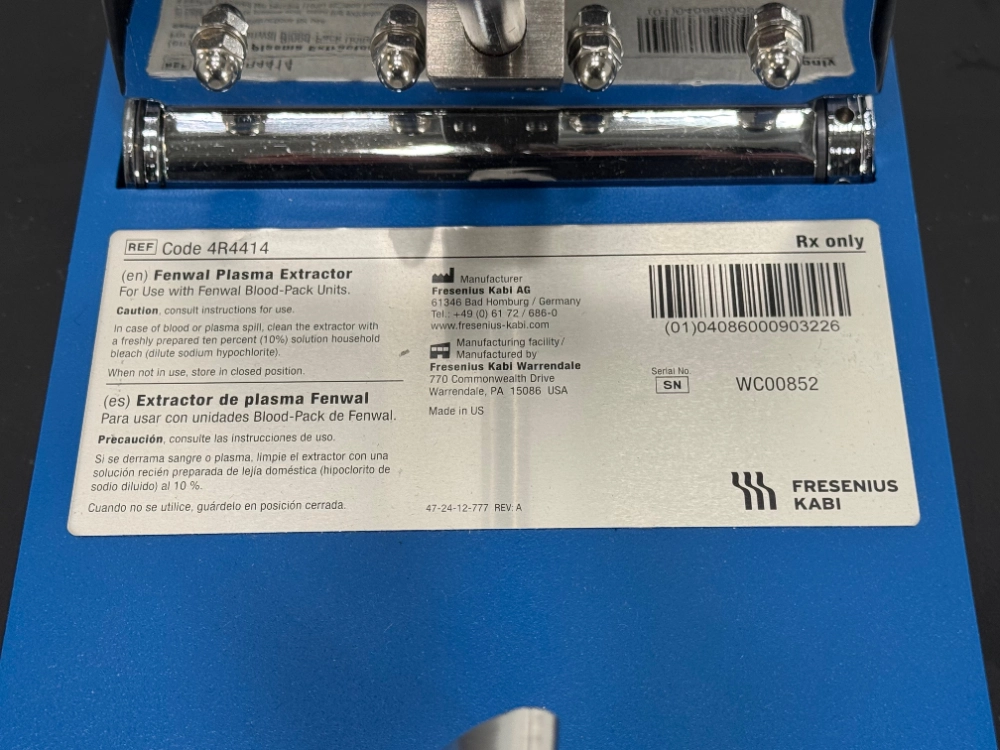 REF Code 4R4414
Rx only
(en) Fenwal Plasma Extractor
For Use with Fenwal Blood-Pack Units.
Caution, consult instructions for use.
In case of blood or plasma spill, clean the extractor with
a freshly prepared ten percent (10%) solution household
bleach (dilute sodium hypochlorite).
When not in use, store in closed position.
(es) Extractor de plasma Fenwal
Para usar con unidades Blood-Pack de Fenwal.
Precaución, consulte las instrucciones de uso.
Si se derrama sangre o plasma, limpie el extractor con una
solución recién preparada de lejía doméstica (hipoclorito de
sodio diluido) al 10 %.
Cuando no se utilice, guárdelo en posición cerrada.
Manufacturer
Fresenius Kabi AG
61346 Bad Homburg / Germany
Tel.: +49 (0) 61 72 / 686-0
www.fresenius-kabi.com
Manufacturing facility/
Manufactured by
Fresenius Kabi Warrendale
770 Commonwealth Drive
Warrendale, PA 15086 USA
Made in US
47-24-12-777 REV: A
(01)04086000903226
Serial No.
SN WC00852
FRESENIUS
KABI